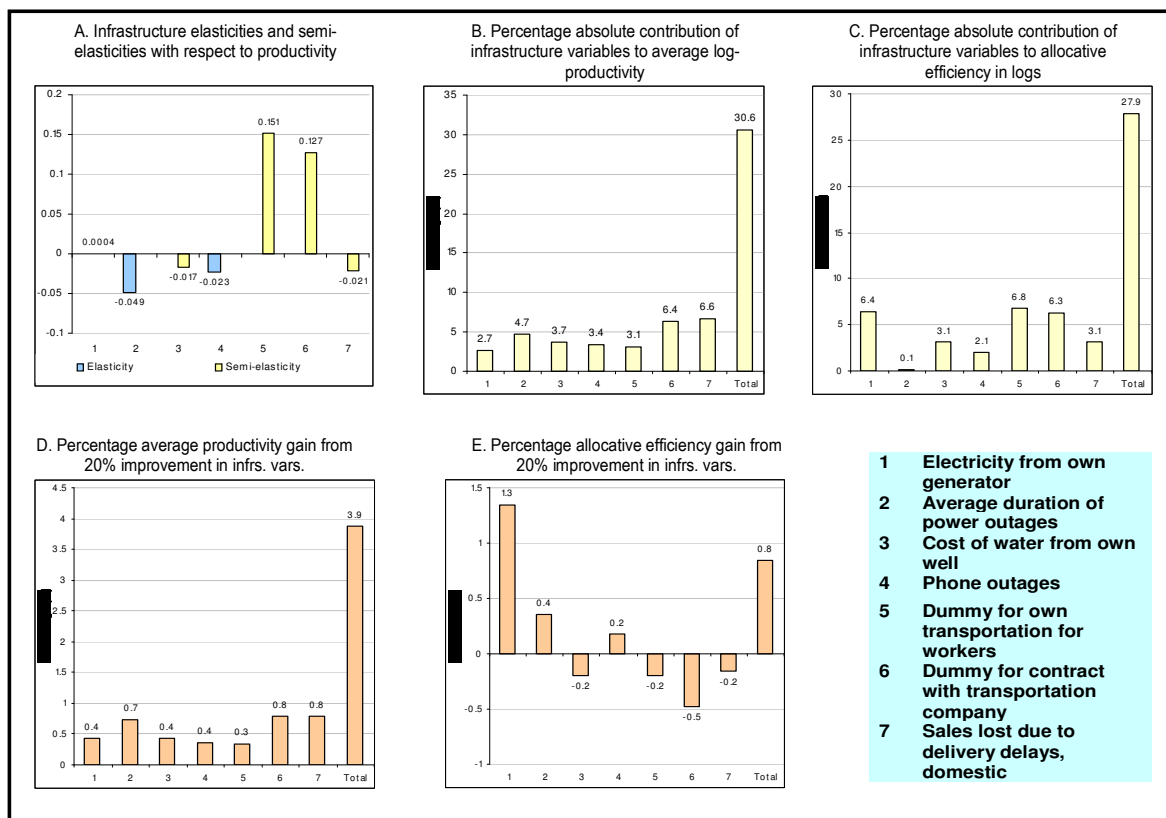 A. Infrastructure elasticities and semi-
elasticities with respect to productivity
0.2
0.15
0.1
0.05
0
-0.05
-0.1
0.0004
-0.049
-0.017
-0.023
0.151
0.127
-0.021
1 2 3 4 5 6 7
Elasticity Semi-elasticity
B. Percentage absolute contribution of
infrastructure variables to average log-
productivity
35
30
25
20
15
10
5
0
2.7
4.7
3.7
3.4
3.1
6.4
6.6
30.6
1 2 3 4 5 6 7 Total
C. Percentage absolute contribution of
infrastructure variables to allocative
efficiency in logs
30
25
20
15
10
5
0
6.4
0.1
3.1
2.1
6.8
6.3
3.1
27.9
1 2 3 4 5 6 7 Total
D. Percentage average productivity gain from
20% improvement in infrs. vars.
4.5
4
3.5
3
2.5
2
1.5
1
0.5
0
0.4
0.7
0.4
0.4
0.3
0.8
0.8
3.9
1 2 3 4 5 6 7 Total
E. Percentage allocative efficiency gain from
20% improvement in infrs. vars.
1.5
1
0.5
0
-0.5
-1
1.3
0.4
-0.2
0.2
-0.2
-0.5
-0.2
0.8
1 2 3 4 5 6 7 Total
1 Electricity from own
generator
2 Average duration of
power outages
3 Cost of water from own
well
4 Phone outages
5 Dummy for own
transportation for
workers
6 Dummy for contract
with transportation
company
7 Sales lost due to
delivery delays,
domestic